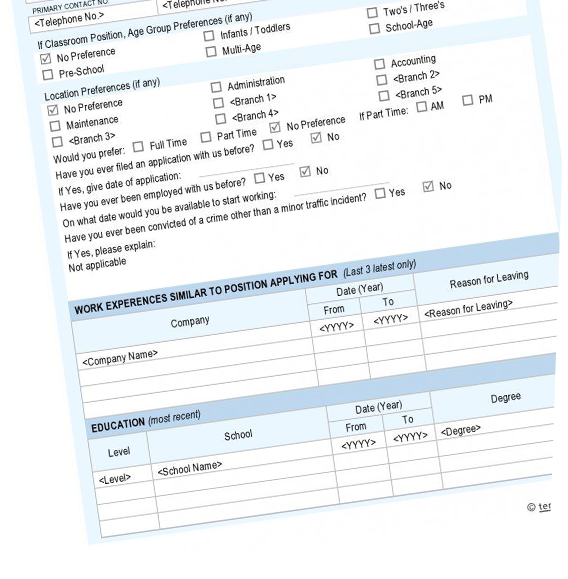 PRIMARY CONTACT NO
<Telephone No.> <Telephone
If Classroom Position, Age Group Preferences (if any)
☑ No Preference ☐ Infants / Toddlers ☐ Two's / Three's
☐ Pre-School ☐ Multi-Age ☐ School-Age
Location Preferences (if any)
☑ No Preference ☐ Administration ☐ Accounting
☐ Maintenance ☐ <Branch 1> ☐ <Branch 2>
☐ <Branch 3> ☐ <Branch 4> ☐ <Branch 5>
Would you prefer: ☐ Full Time ☐ Part Time ☑ No Preference If Part Time: ☐ AM ☐ PM
Have you ever filed an application with us before? ☐ Yes ☑ No
If Yes, give date of application:
Have you ever been employed with us before? ☐ Yes ☑ No
On what date would you be available to start working:
Have you ever been convicted of a crime other than a minor traffic incident? ☐ Yes ☑ No
If Yes, please explain:
Not applicable
WORK EXPERENCES SIMILAR TO POSITION APPLYING FOR (Last 3 latest only)
Company Date (Year) Reason for Leaving
From To
<Company Name> <YYYY> <YYYY> <Reason for Leaving>
EDUCATION (most recent)
Level School Date (Year) Degree
From To
<Level> <School Name> <YYYY> <YYYY> <Degree>
© ter